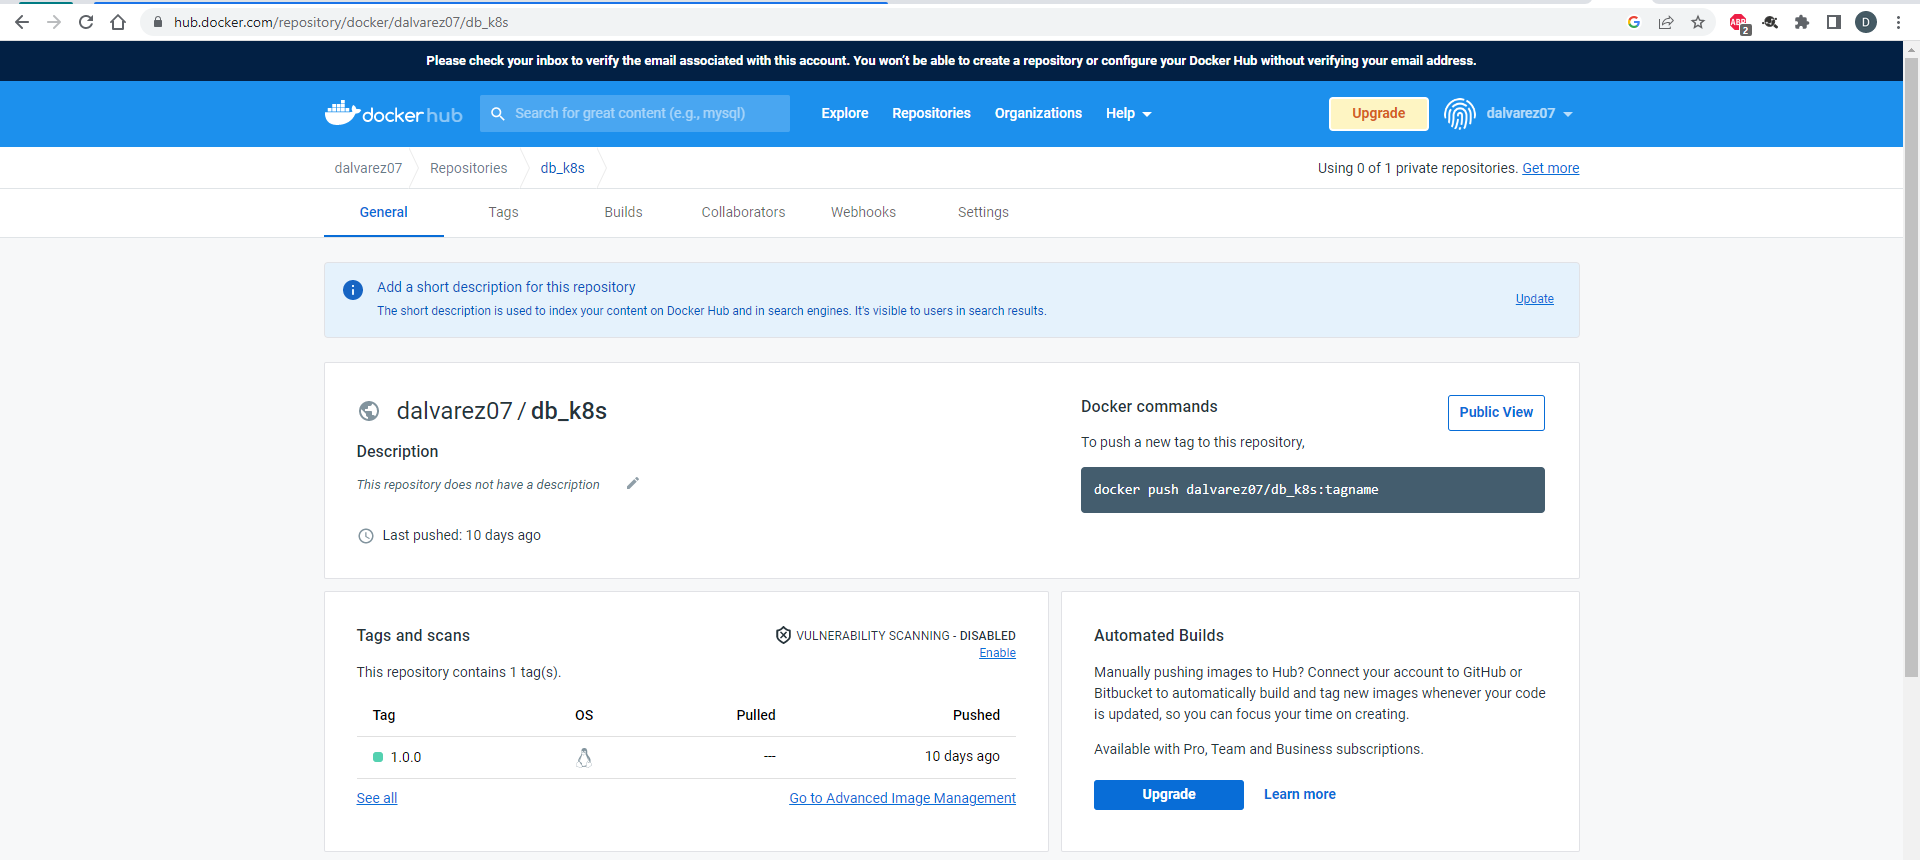 hub.docker.com/repository/docker/dalvarez07/db_k8s
2
D
Please check your inbox to verify the email associated with this account. You won't be able to create a repository or configure your Docker Hub without verifying your email address.
docker hub
Search for great content (e.g., mysql)
Explore
Repositories
Organizations
Help
Upgrade
dalvarez07
dalvarez07
Repositories
db_k8s
Using 0 of 1 private repositories. Get more
General
Tags
Builds
Collaborators
Webhooks
Settings
Add a short description for this repository
The short description is used to index your content on Docker Hub and in search engines. It's visible to users in search results.
Update
dalvarez07 / db_k8s
Description
This repository does not have a description
Last pushed: 10 days ago
Docker commands
Public View
To push a new tag to this repository,
docker push dalvarez07/db_k8s:tagname
Tags and scans
VULNERABILITY SCANNING - DISABLED
Enable
This repository contains 1 tag(s).
Tag OS Pulled Pushed
1.0.0 --- 10 days ago
See all
Go to Advanced Image Management
Automated Builds
Manually pushing images to Hub? Connect your account to GitHub or
Bitbucket to automatically build and tag new images whenever your code
is updated, so you can focus your time on creating.
Available with Pro, Team and Business subscriptions.
Upgrade
Learn more